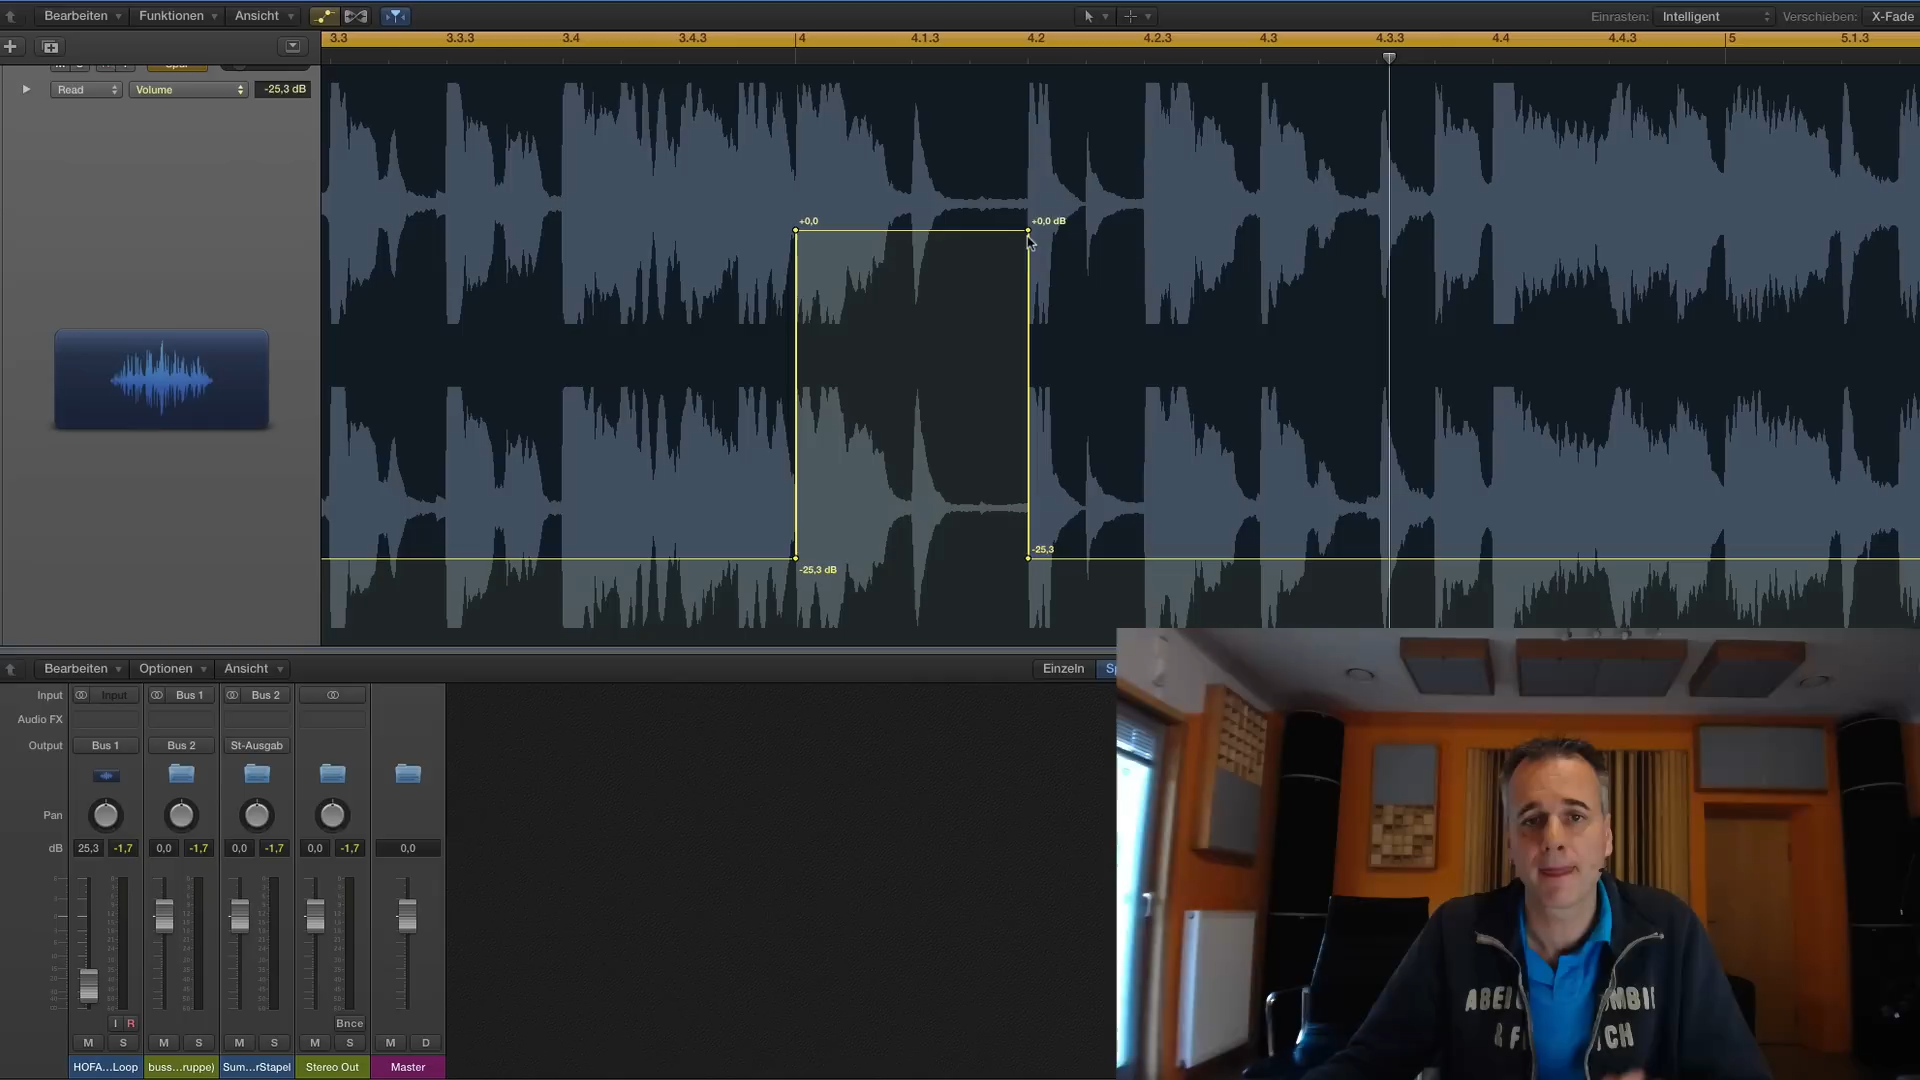 Bearbeiten Funktionen Ansicht Einrasten: Intelligent Verschieben: X-Fade
3.3 3.3.3 3.4 3.4.3 4 4.1.3 4.2 4.2.3 4.3 4.3.3 4.4 4.4.3 5 5.1.3
Read Volume -25,3 dB
+0,0 +0,0 dB
-25,3
-25,3 dB
Bearbeiten Optionen Ansicht Einzeln
Input Input Bus 1 Bus 2
Audio FX
Output Bus 1 Bus 2 St-Ausgab
Pan
dB 25,3 -1,7 0,0 -1,7 0,0 -1,7 0,0 -1,7 0,0
I R Bnce
M S M S M S M S M D
HOFA...Loop buss...ruppe) Sum...rStapel Stereo Out Master